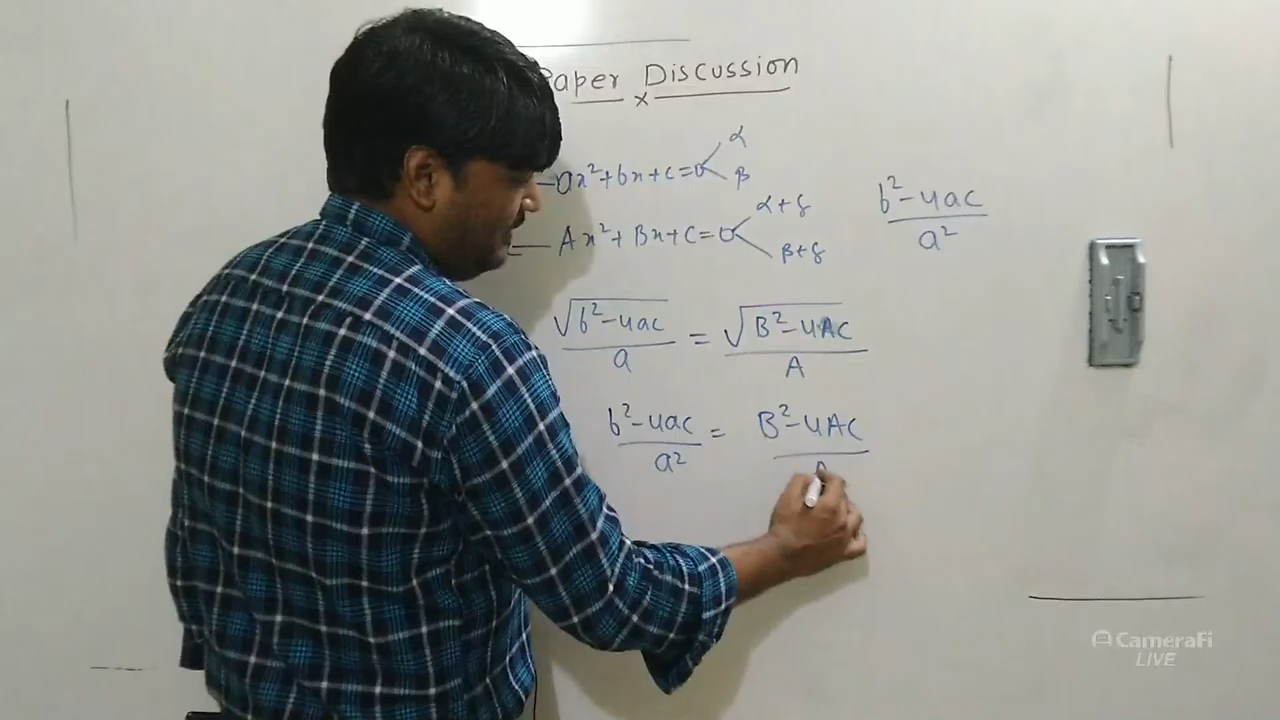 Paper Discussion
x
ax²+bx+c=0 α β
Ax²+Bx+C=0 α+δ β+δ
b²-4ac / a²
√b²-4ac / a = √B²-4AC / A
b²-4ac / a² = B²-4AC / A
CameraFi
LIVE